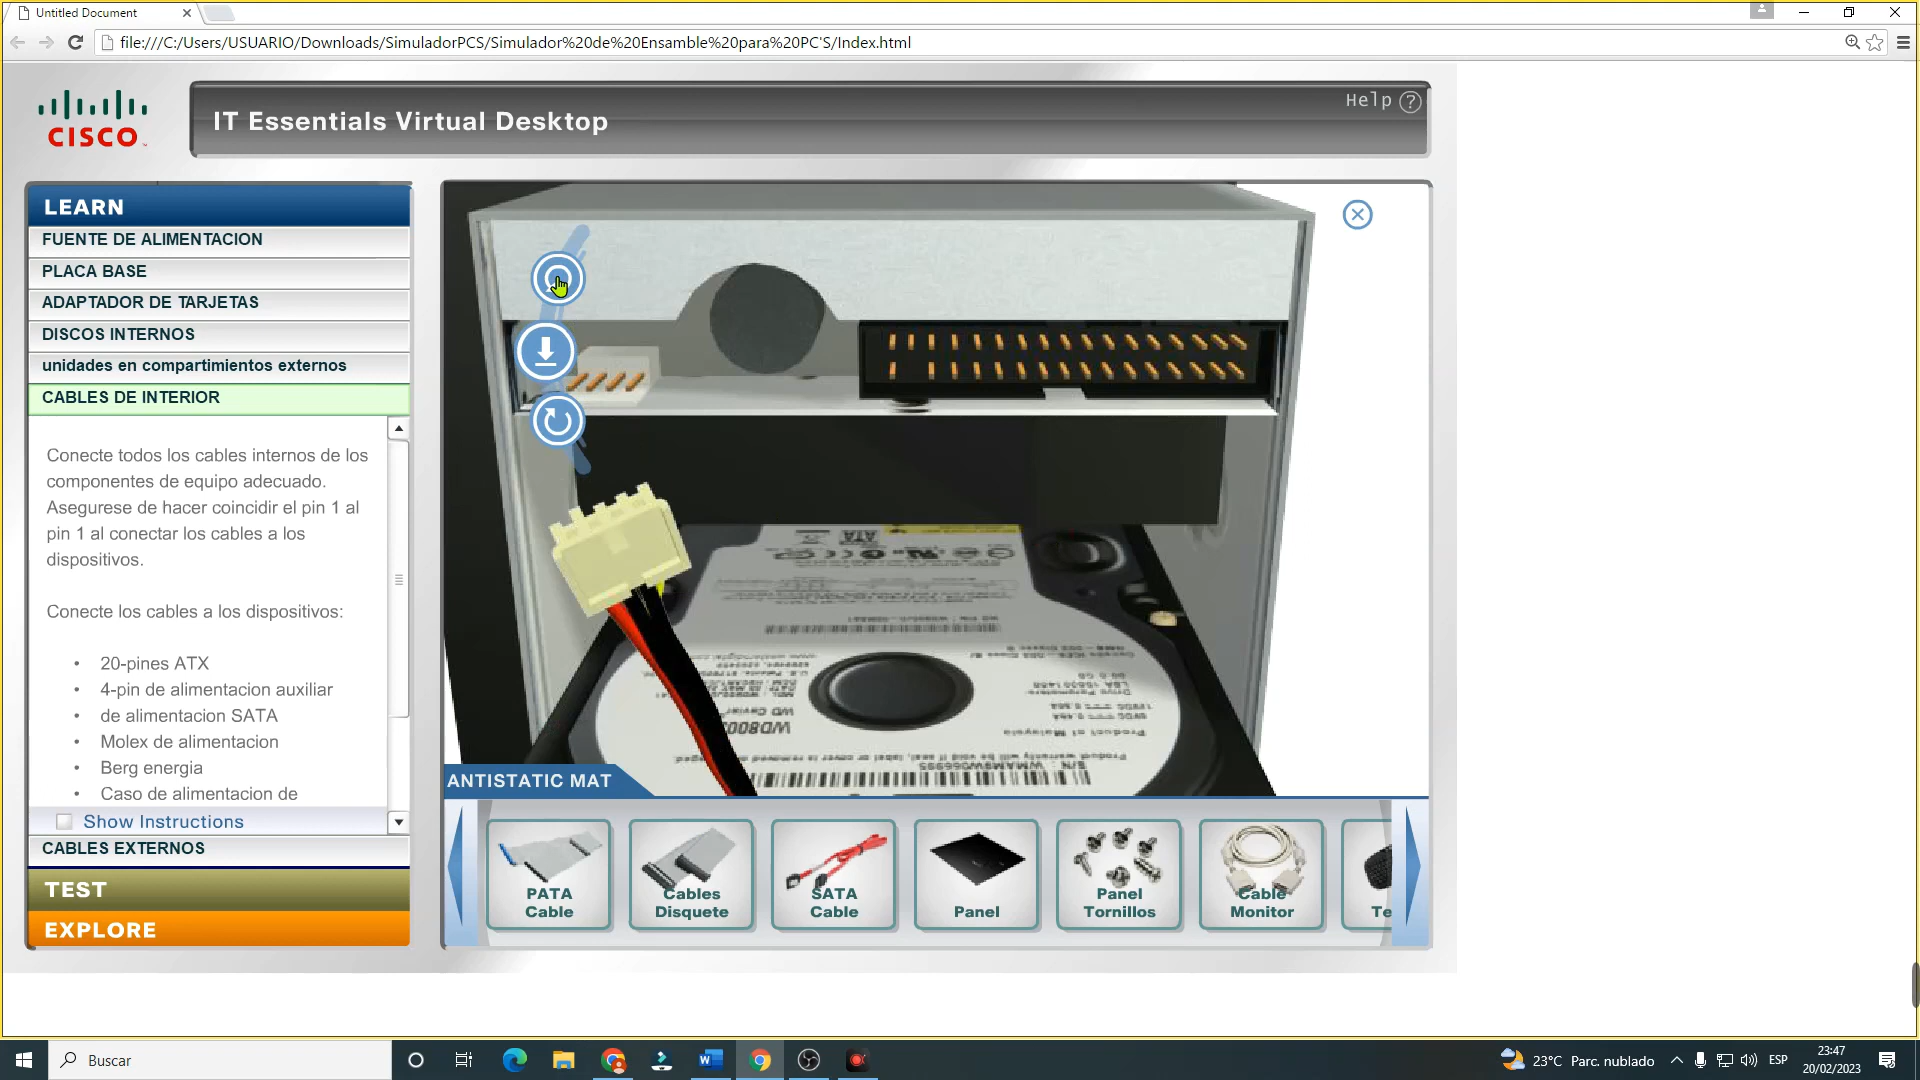 Untitled Document
file:///C:/Users/USUARIO/Downloads/SimuladorPCS/Simulador%20de%20Ensamble%20para%20PC'S/Index.html
CISCO
IT Essentials Virtual Desktop
Help ?
LEARN
FUENTE DE ALIMENTACION
PLACA BASE
ADAPTADOR DE TARJETAS
DISCOS INTERNOS
unidades en compartimientos externos
CABLES DE INTERIOR
Conecte todos los cables internos de los
componentes de equipo adecuado.
Asegurese de hacer coincidir el pin 1 al
pin 1 al conectar los cables a los
dispositivos.
Conecte los cables a los dispositivos:
• 20-pines ATX
• 4-pin de alimentacion auxiliar
• de alimentacion SATA
• Molex de alimentacion
• Berg energia
• Caso de alimentacion de
Show Instructions
CABLES EXTERNOS
TEST
EXPLORE
WD Caviar
Product of Malaysia
ANTISTATIC MAT
PATA
Cable
Cables
Disquete
SATA
Cable
Panel
Panel
Tornillos
Cable
Monitor
Te
Buscar
23°C Parc. nublado
ESP
23:47
20/02/2023